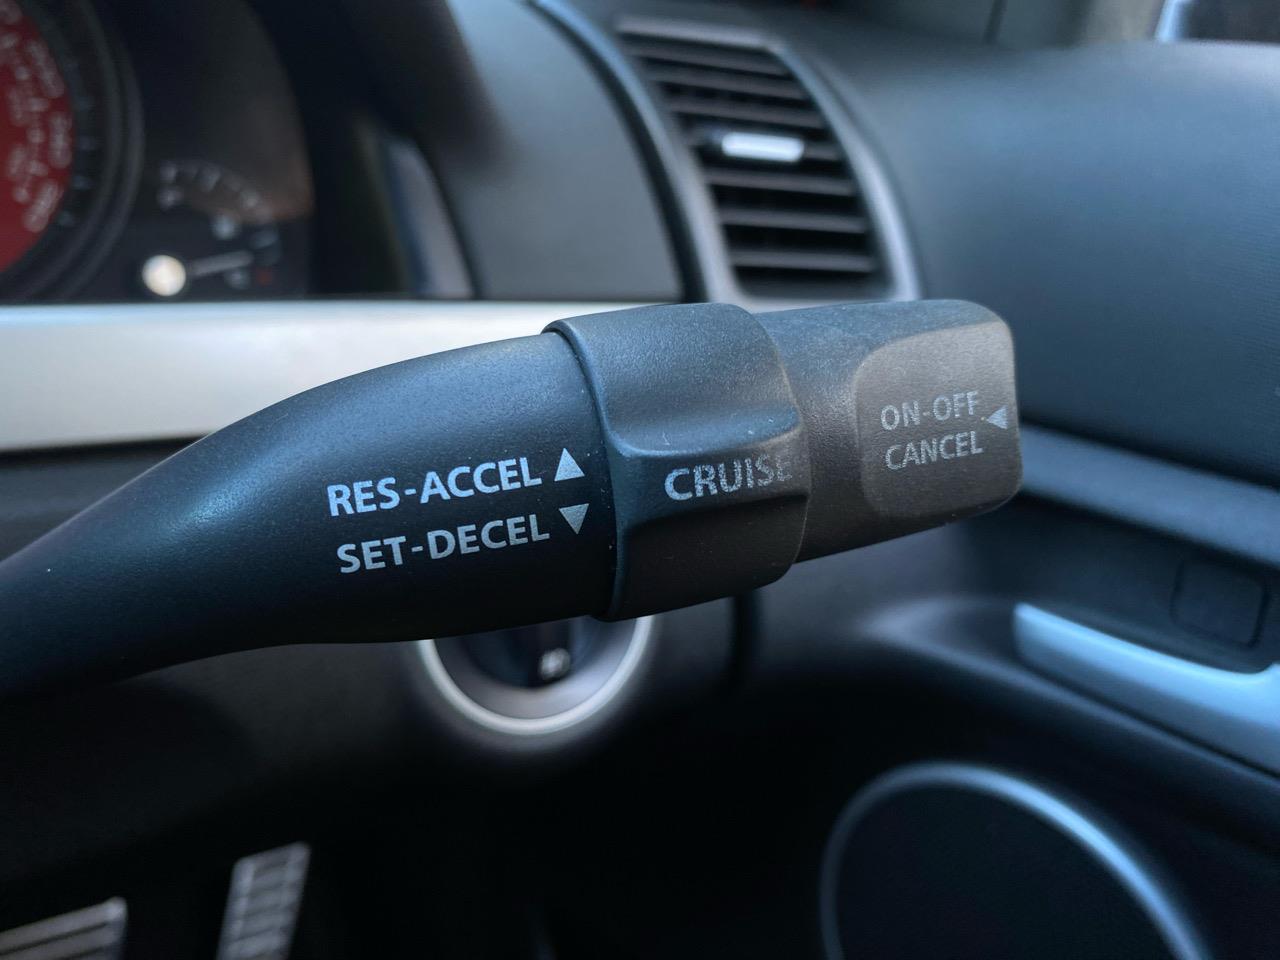 RES-ACCEL ▲
SET-DECEL ▼
CRUISE
ON-OFF
CANCEL